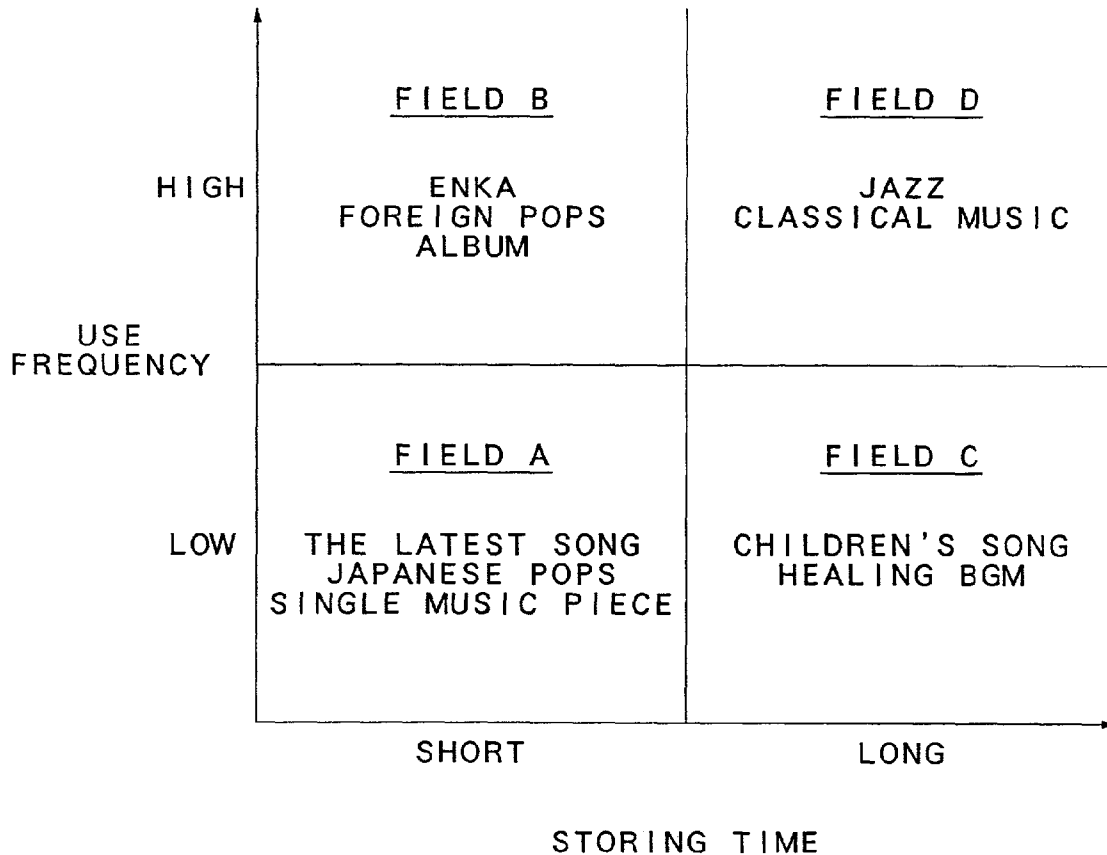 FIELD B
FIELD D
HIGH
ENKA
FOREIGN POPS
ALBUM
JAZZ
CLASSICAL MUSIC
USE
FREQUENCY
FIELD A
FIELD C
LOW
THE LATEST SONG
JAPANESE POPS
SINGLE MUSIC PIECE
CHILDREN'S SONG
HEALING BGM
SHORT
LONG
STORING TIME